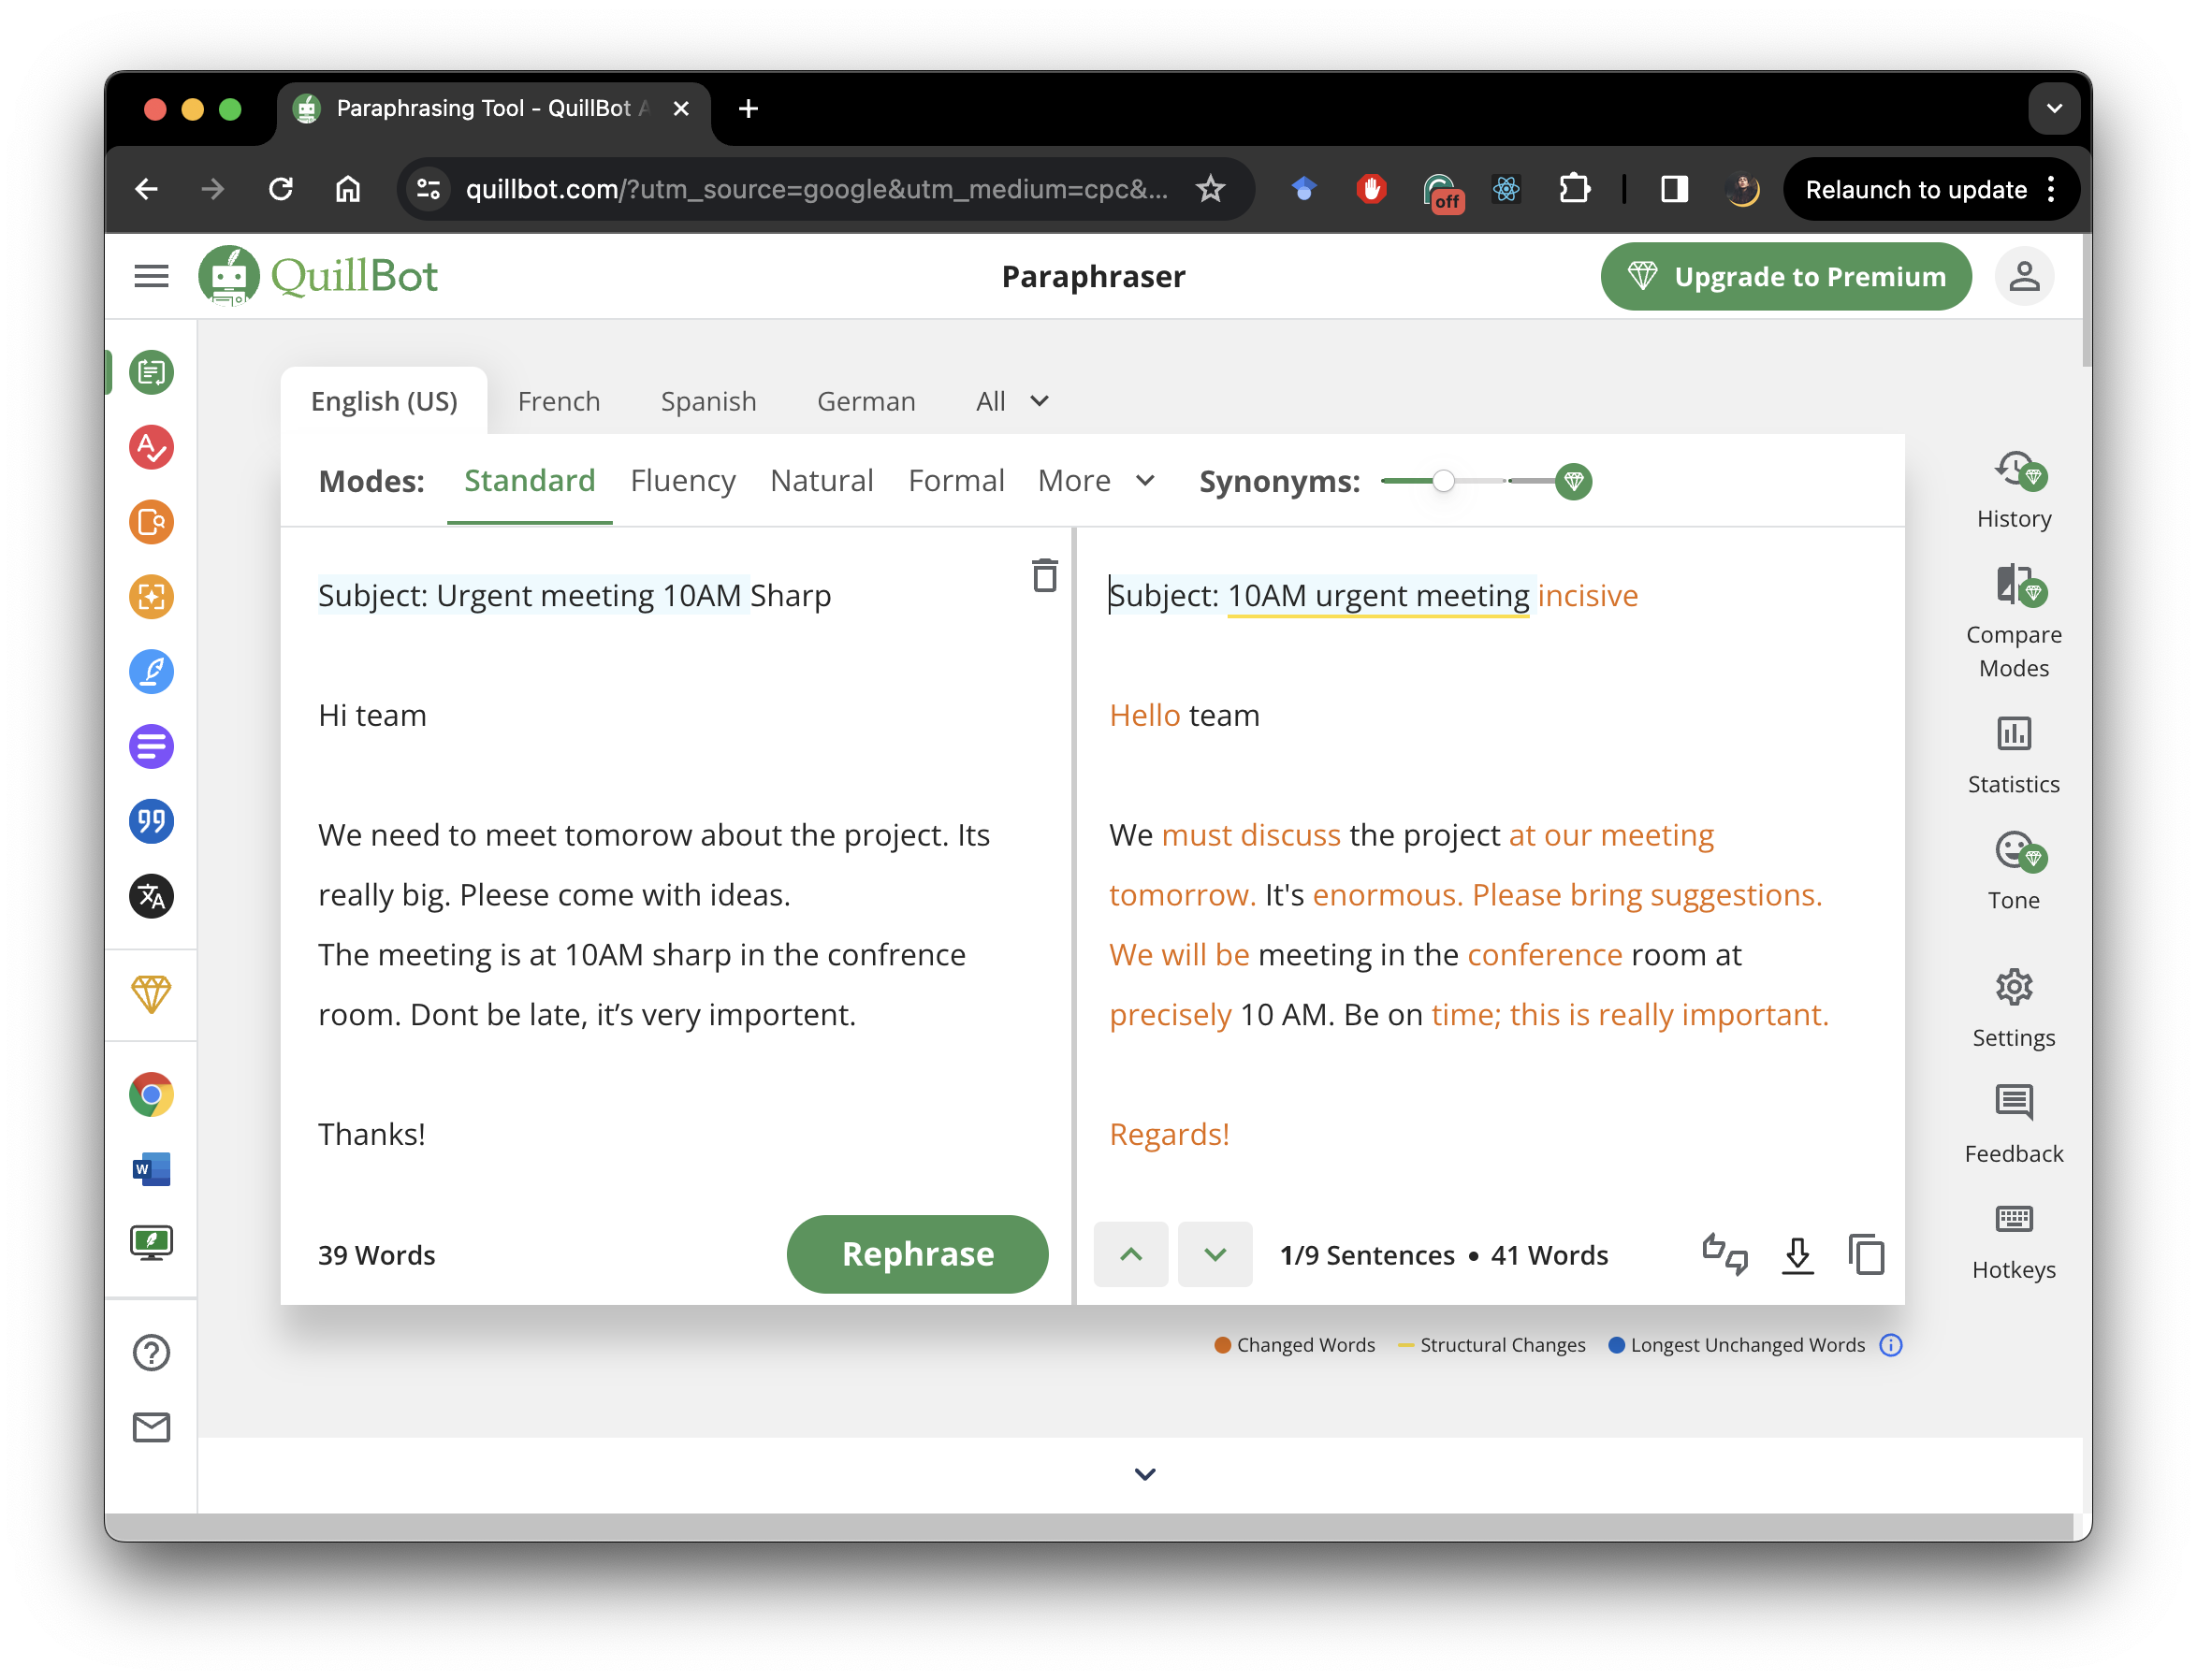 Paraphrasing Tool - QuillBot A
quillbot.com/?utm_source=google&utm_medium=cpc&...
off
Relaunch to update
QuillBot
Paraphraser
Upgrade to Premium
English (US)
French
Spanish
German
All
Modes:
Standard
Fluency
Natural
Formal
More
Synonyms:
Subject: Urgent meeting 10AM Sharp
Hi team
We need to meet tomorow about the project. Its
really big. Pleese come with ideas.
The meeting is at 10AM sharp in the confrence
room. Dont be late, it’s very importent.
Thanks!
39 Words
Rephrase
Subject: 10AM urgent meeting incisive
Hello team
We must discuss the project at our meeting
tomorrow. It's enormous. Please bring suggestions.
We will be meeting in the conference room at
precisely 10 AM. Be on time; this is really important.
Regards!
1/9 Sentences • 41 Words
Changed Words
Structural Changes
Longest Unchanged Words
History
Compare
Modes
Statistics
Tone
Settings
Feedback
Hotkeys